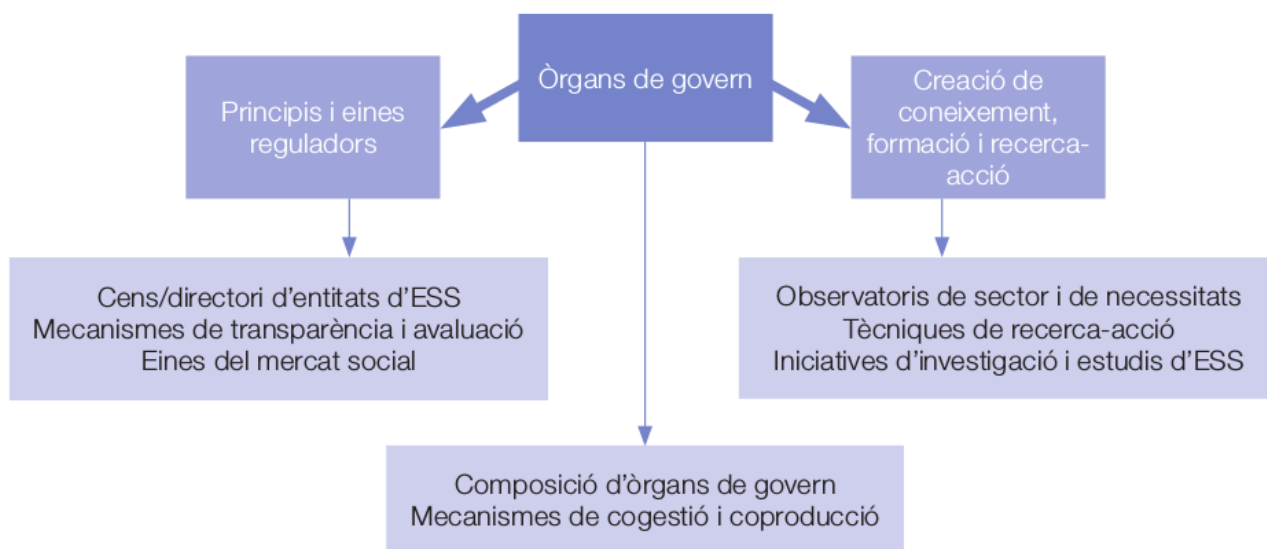 Òrgans de govern
Principis i eines
reguladors
Creació de
coneixement,
formació i recerca-
acció
Cens/directori d'entitats d'ESS
Mecanismes de transparència i avaluació
Eines del mercat social
Observatoris de sector i de necessitats
Tècniques de recerca-acció
Iniciatives d'investigació i estudis d'ESS
Composició d'òrgans de govern
Mecanismes de cogestió i coproducció